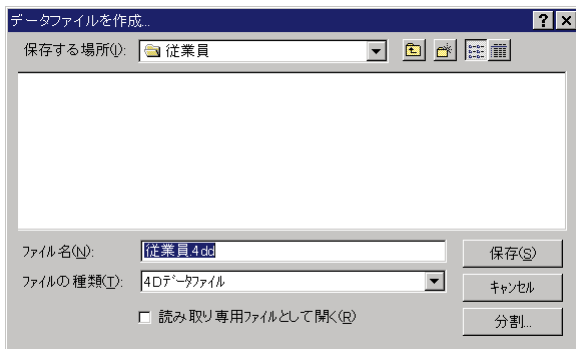 データファイルを作成...
保存する場所(I): 従業員
ファイル名(N): 従業員.4dd 保存(S)
ファイルの種類(T): 4Dデータファイル キャンセル
読み取り専用ファイルとして開く(R) 分割...